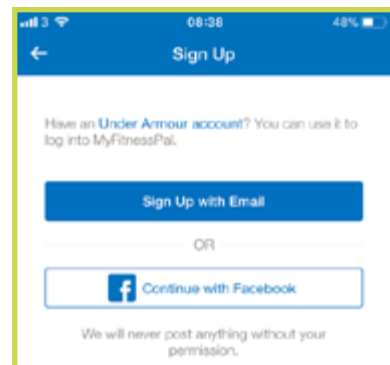 3 08:38 48%
Sign Up
Have an Under Armour account? You can use it to
log into MyFitnessPal.
Sign Up with Email
OR
Continue with Facebook
We will never post anything without your
permission.